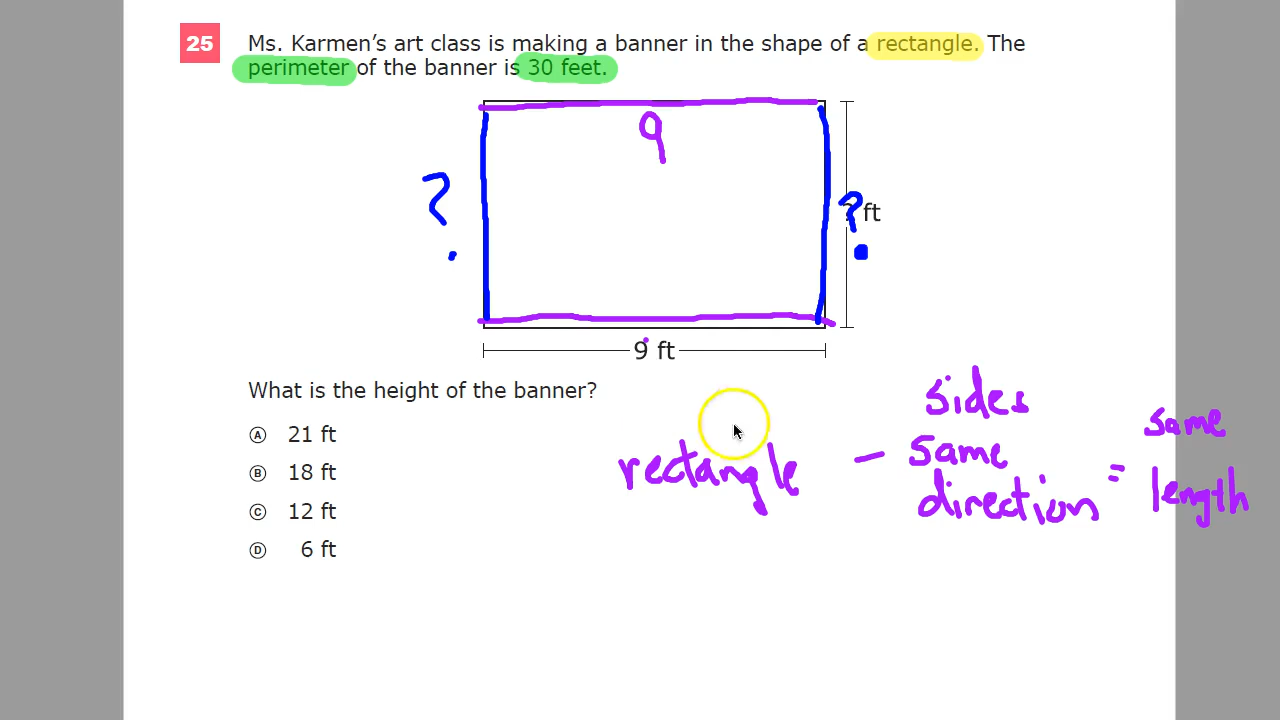 25 Ms. Karmen's art class is making a banner in the shape of a rectangle. The
perimeter of the banner is 30 feet.
9
?
? ft
?
9 ft
What is the height of the banner?
A 21 ft
B 18 ft
C 12 ft
D 6 ft
rectangle – sides
same
direction = same
length